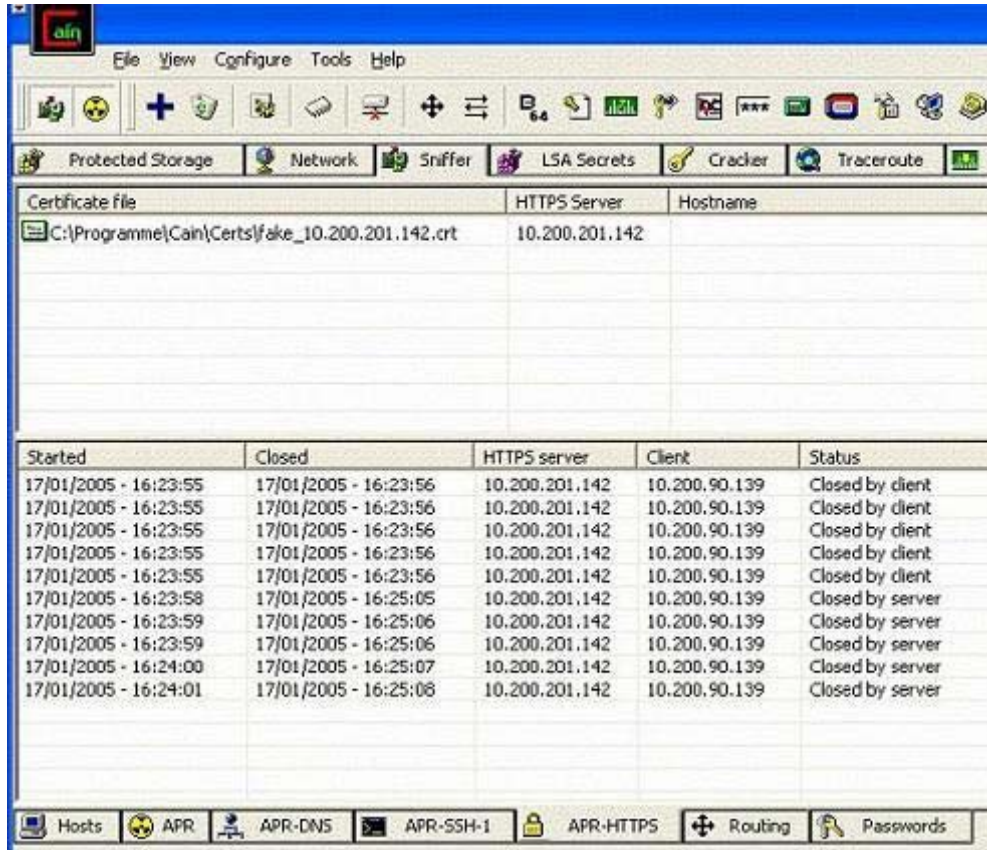 aín
File View Configure Tools Help
B 64
***
Protected Storage Network Sniffer LSA Secrets Cracker Traceroute
Certificate file HTTPS Server Hostname
C:\Programme\Cain\Certs\fake_10.200.201.142.crt 10.200.201.142
Started Closed HTTPS server Client Status
17/01/2005 - 16:23:55 17/01/2005 - 16:23:56 10.200.201.142 10.200.90.139 Closed by client
17/01/2005 - 16:23:55 17/01/2005 - 16:23:56 10.200.201.142 10.200.90.139 Closed by client
17/01/2005 - 16:23:55 17/01/2005 - 16:23:56 10.200.201.142 10.200.90.139 Closed by client
17/01/2005 - 16:23:55 17/01/2005 - 16:23:56 10.200.201.142 10.200.90.139 Closed by client
17/01/2005 - 16:23:55 17/01/2005 - 16:23:56 10.200.201.142 10.200.90.139 Closed by client
17/01/2005 - 16:23:58 17/01/2005 - 16:25:05 10.200.201.142 10.200.90.139 Closed by server
17/01/2005 - 16:23:59 17/01/2005 - 16:25:06 10.200.201.142 10.200.90.139 Closed by server
17/01/2005 - 16:23:59 17/01/2005 - 16:25:06 10.200.201.142 10.200.90.139 Closed by server
17/01/2005 - 16:24:00 17/01/2005 - 16:25:07 10.200.201.142 10.200.90.139 Closed by server
17/01/2005 - 16:24:01 17/01/2005 - 16:25:08 10.200.201.142 10.200.90.139 Closed by server
Hosts APR APR-DNS APR-SSH-1 APR-HTTPS Routing Passwords